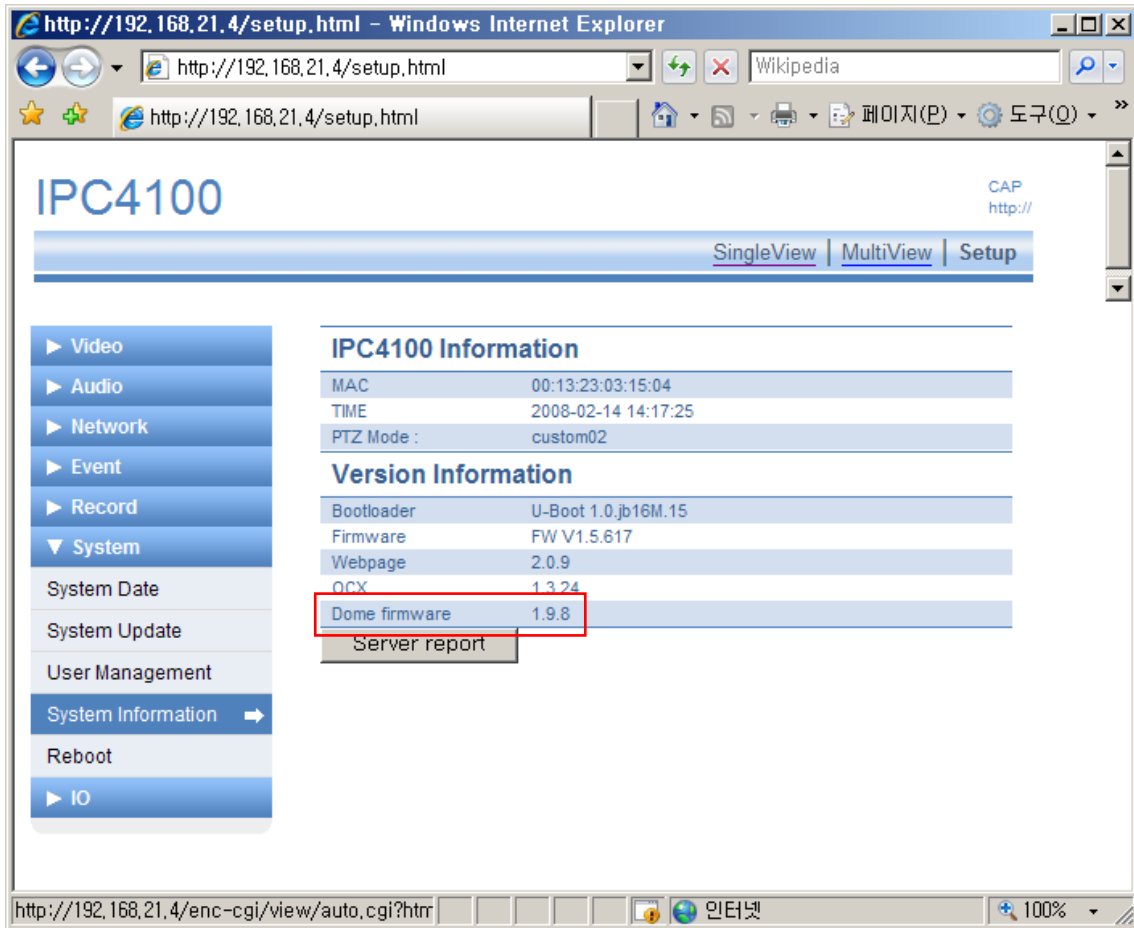 http://192.168.21.4/setup.html - Windows Internet Explorer
http://192.168.21.4/setup.html Wikipedia
http://192.168.21.4/setup.html 페이지(P) 도구(O) »
IPC4100
CAP
http://
SingleView | MultiView | Setup
▶ Video
▶ Audio
▶ Network
▶ Event
▶ Record
▼ System
System Date
System Update
User Management
System Information
Reboot
▶ IO
IPC4100 Information
MAC 00:13:23:03:15:04
TIME 2008-02-14 14:17:25
PTZ Mode : custom02
Version Information
Bootloader U-Boot 1.0.jb16M.15
Firmware FW V1.5.617
Webpage 2.0.9
OCX 1.3.24
Dome firmware 1.9.8
Server report
http://192.168.21.4/enc-cgi/view/auto.cgi?htm 인터넷 100%